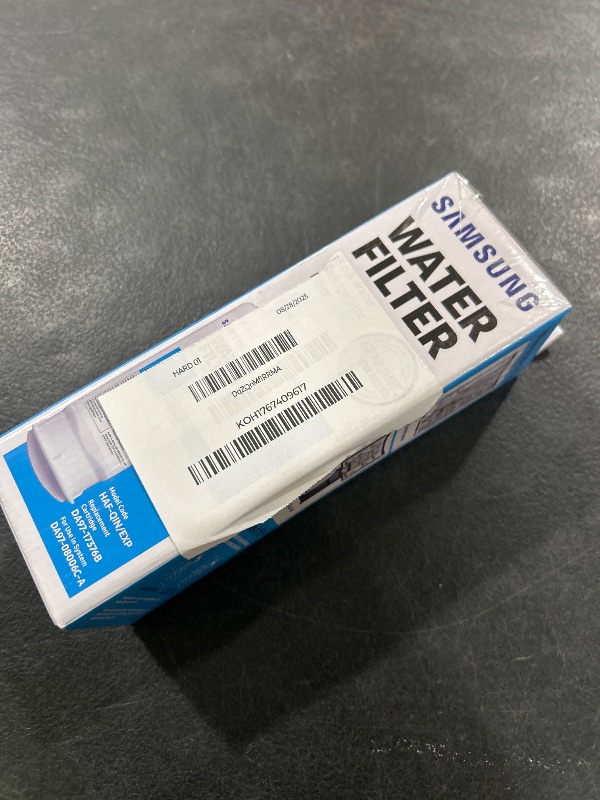 SAMSUNG
WATER
FILTER
08/28/2025
HARD 01
KOH1767409617
Model Code
HAF-QIN/EXP
Replacement
Cartridge
DA97-17376B
For Use in System
DA97-08006C-A